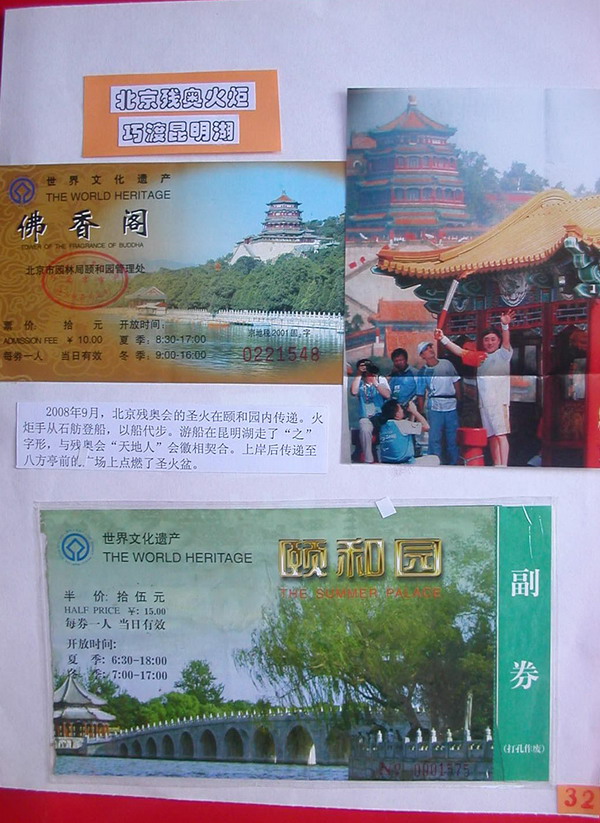 北京残奥火炬
巧渡昆明湖
世界文化遗产
THE WORLD HERITAGE
佛香阁
TOWER OF THE FRAGRANCE OF BUDDHA
北京市园林局颐和园管理处
票价: 拾元
ADMISSION FEE ¥ 10.00
每劵一人 当日有效
开放时间:
夏季: 8:30-17:00
冬季: 9:00-16:00
0221548
2008年9月，北京残奥会的圣火在颐和园内传递。火
炬手从石舫登船，以船代步。游船在昆明湖走了“之”
字形，与残奥会“天地人”会徽相契合。上岸后传递至
八方亭前的广场上点燃了圣火盆。
世界文化遗产
THE WORLD HERITAGE
颐和园
THE SUMMER PALACE
半价: 拾伍元
HALF PRICE ¥: 15.00
每劵一人 当日有效
开放时间:
夏季: 6:30-18:00
冬季: 7:00-17:00
副券
(打孔作废)
32